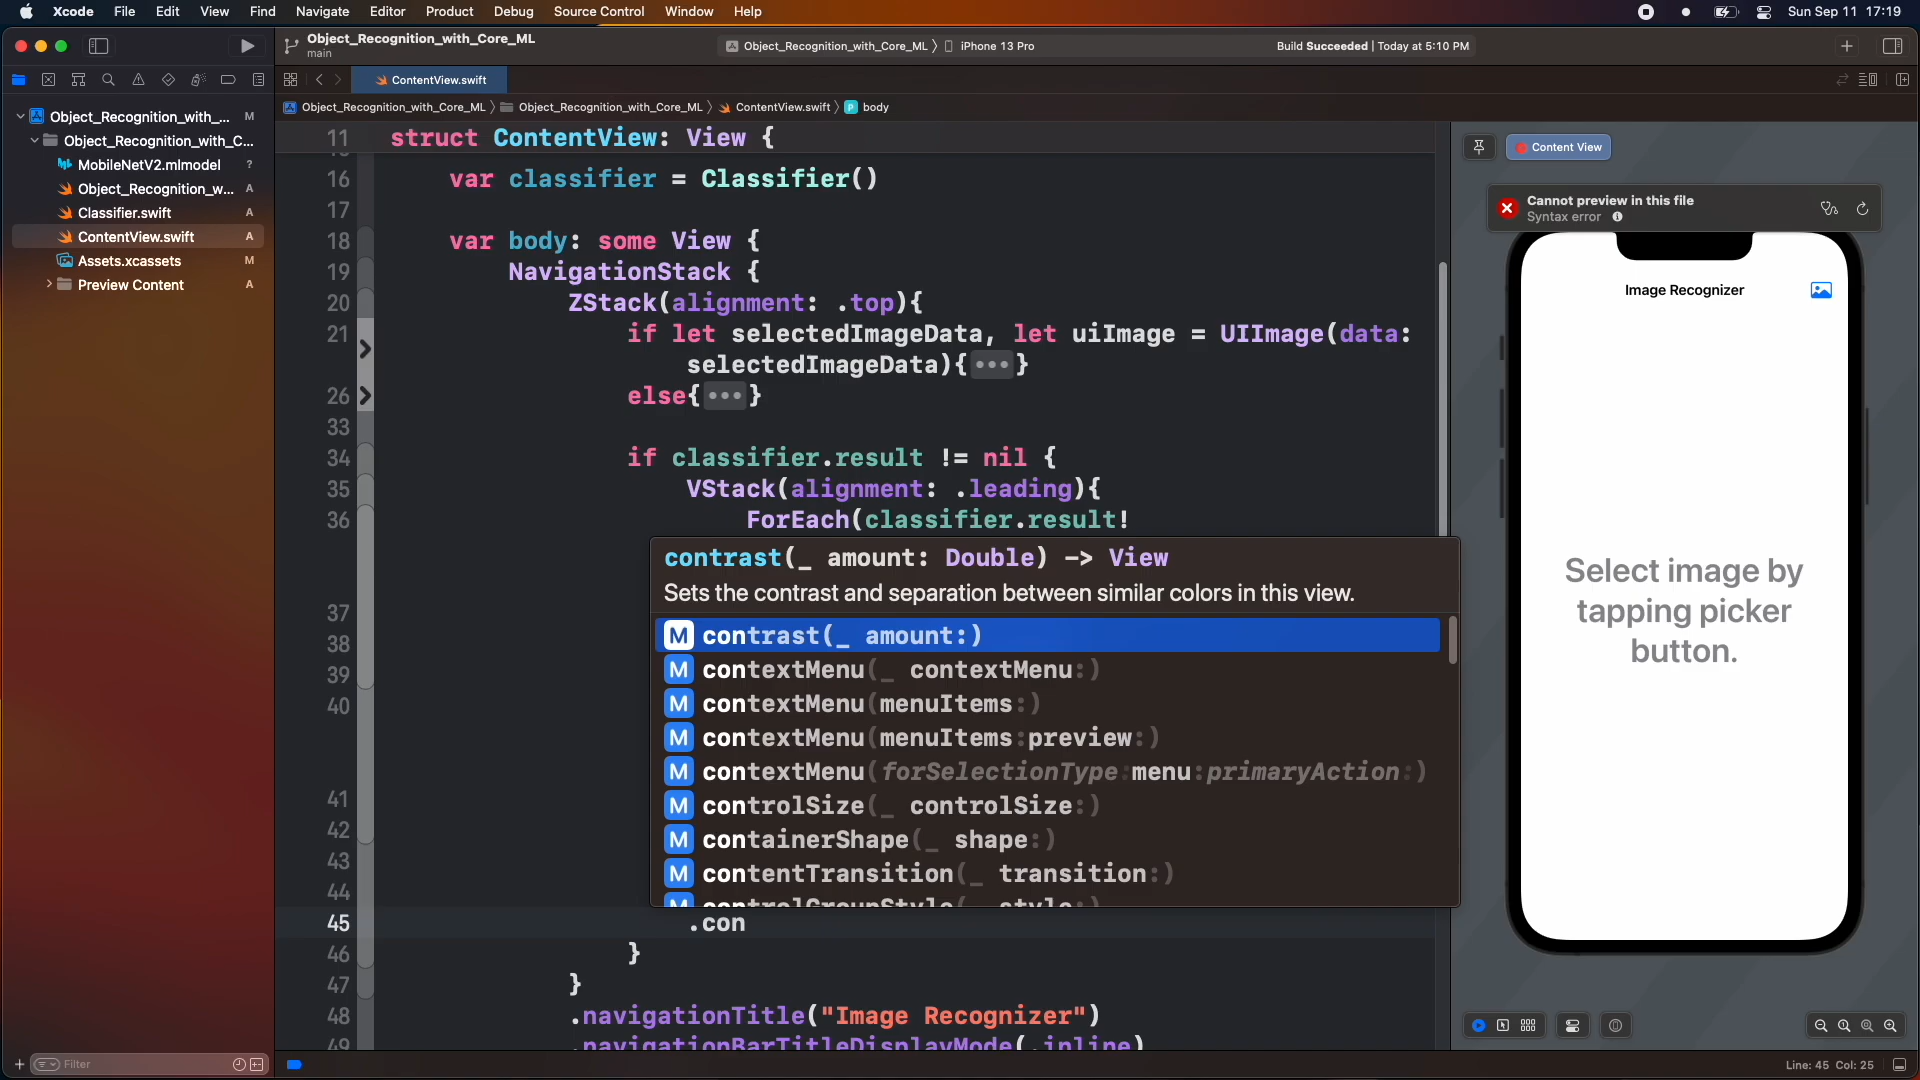 Xcode File Edit View Find Navigate Editor Product Debug Source Control Window Help
Sun Sep 11 17:19
Object_Recognition_with_Core_ML
main
Object_Recognition_with_Core_ML 〉 iPhone 13 Pro
Build Succeeded | Today at 5:10 PM
ContentView.swift
Object_Recognition_with_Core_ML 〉 Object_Recognition_with_Core_ML 〉 ContentView.swift 〉 P body
Object_Recognition_with_... M
Object_Recognition_with_C...
MobileNetV2.mlmodel ?
Object_Recognition_w... A
Classifier.swift A
ContentView.swift A
Assets.xcassets M
Preview Content A
Filter
11 struct ContentView: View {
16 var classifier = Classifier()
17
18 var body: some View {
19 NavigationStack {
20 ZStack(alignment: .top){
21 if let selectedImageData, let uiImage = UIImage(data:
selectedImageData){•••}
26 else{•••}
33
34 if classifier.result != nil {
35 VStack(alignment: .leading){
36 ForEach(classifier.result!
37
38
39
40
41
42
43
44
contrast(_ amount: Double) -> View
Sets the contrast and separation between similar colors in this view.
M contrast(_ amount:)
M contextMenu(_ contextMenu:)
M contextMenu(menuItems:)
M contextMenu(menuItems:preview:)
M contextMenu(forSelectionType:menu:primaryAction:)
M controlSize(_ controlSize:)
M containerShape(_ shape:)
M contentTransition(_ transition:)
M controlGroupStyle(_ style:)
45 .con
46 }
47 }
48 .navigationTitle("Image Recognizer")
49 .navigationBarTitleDisplayMode(.inline)
Content View
Cannot preview in this file
Syntax error
Image Recognizer
Select image by
tapping picker
button.
Line: 45 Col: 25